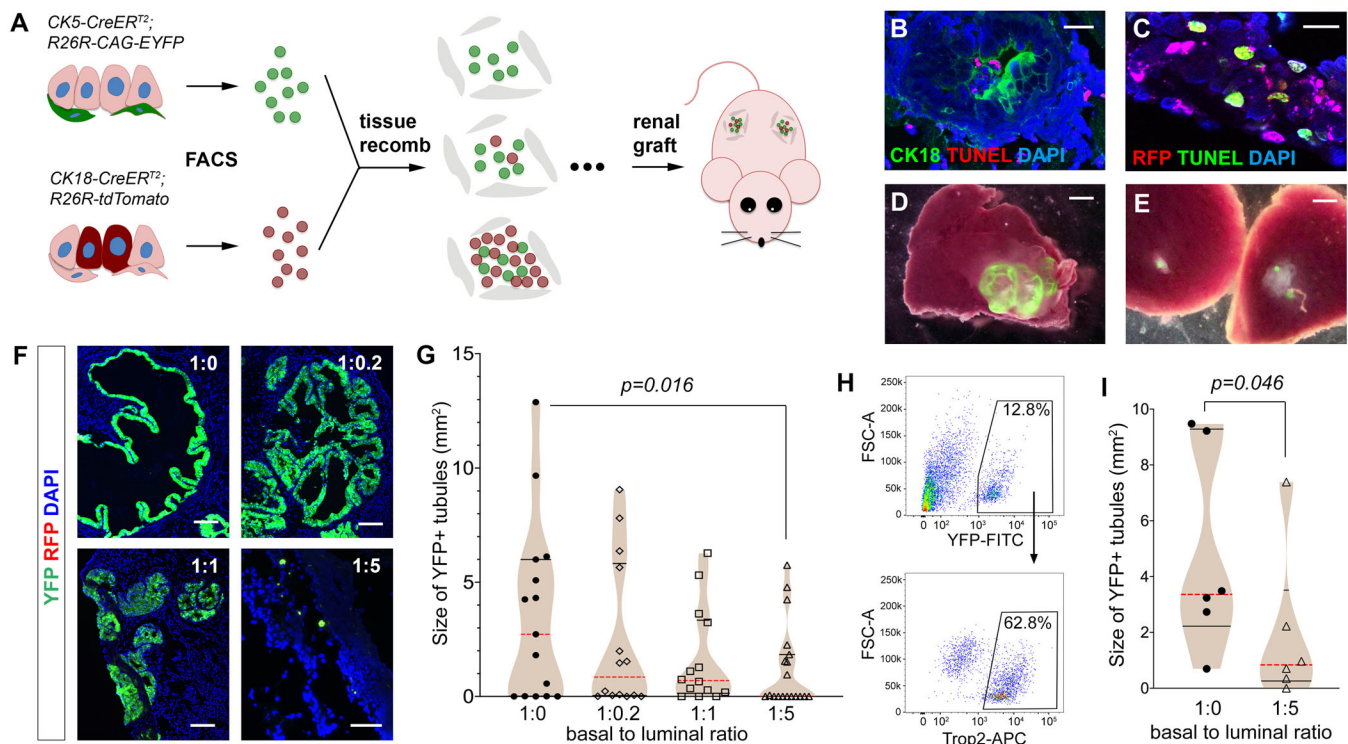 A
CK5-CreERT2;
R26R-CAG-EYFP
FACS
CK18-CreERT2;
R26R-tdTomato
tissue
recomb
renal
graft
B
CK18 TUNEL DAPI
C
RFP TUNEL DAPI
D
E
F
YFP RFP DAPI
1:0
1:0.2
1:1
1:5
G
p=0.016
Size of YFP+ tubules (mm2)
15
10
5
0
1:0 1:0.2 1:1 1:5
basal to luminal ratio
H
FSC-A
250k
200k
150k
100k
50k
0
12.8%
0 102 103 104 105
YFP-FITC
FSC-A
250k
200k
150k
100k
50k
0
62.8%
0 102 103 104 105
Trop2-APC
I
p=0.046
Size of YFP+ tubules (mm2)
10
8
6
4
2
0
1:0 1:5
basal to luminal ratio